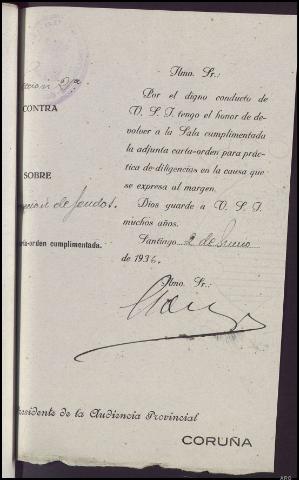 Ilmo. Sr.:
Por el digno conducto de
V. S. I. tengo el honor de de-
volver a la Sala cumplimentada
la adjunta carta-orden para prác-
tica de diligencias en la causa que
se expresa al margen.
Dios guarde a V. S. I.
muchos años.
Santiago 2 de Junio
de 1936.
Ilmo. Sr.:
CONTRA
SOBRE
de fondos.
rta-orden cumplimentada.
esidente de la Audiencia Provincial
CORUÑA